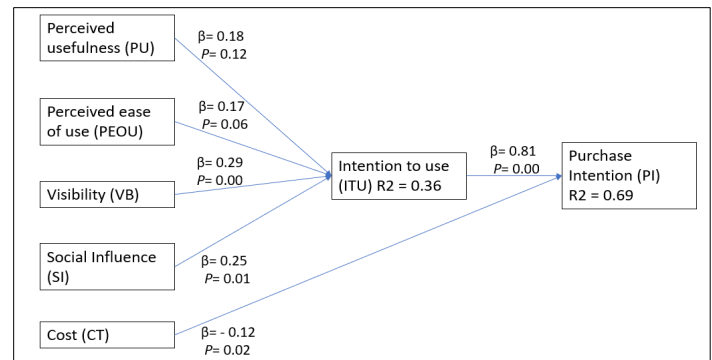 Perceived
usefulness (PU)
β= 0.18
P= 0.12
Perceived ease
of use (PEOU)
β= 0.17
P= 0.06
Visibility (VB)
β= 0.29
P= 0.00
Social Influence
(SI)
β= 0.25
P= 0.01
Cost (CT)
β= - 0.12
P= 0.02
Intention to use
(ITU) R2 = 0.36
β= 0.81
P= 0.00
Purchase
Intention (PI)
R2 = 0.69